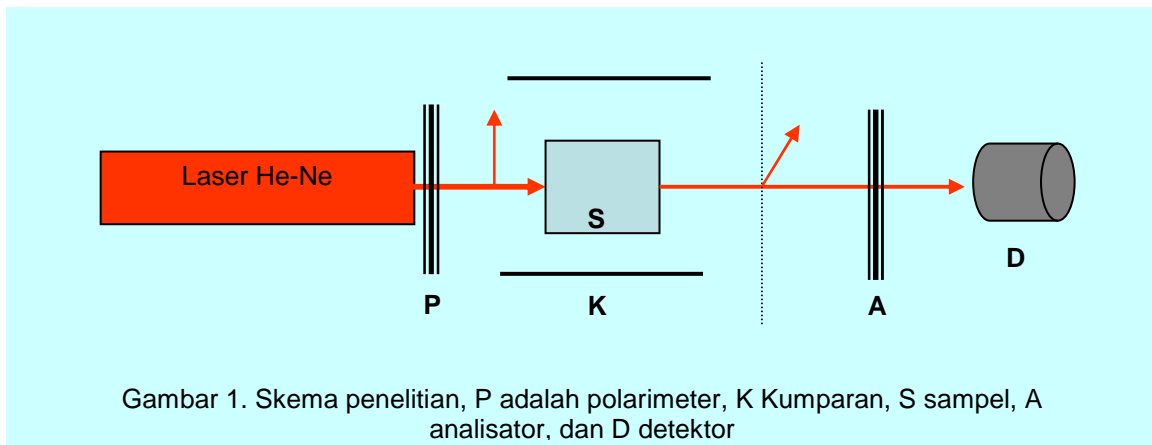 Laser He-Ne
S
D
P
K
A
Gambar 1. Skema penelitian, P adalah polarimeter, K Kumparan, S sampel, A
analisator, dan D detektor